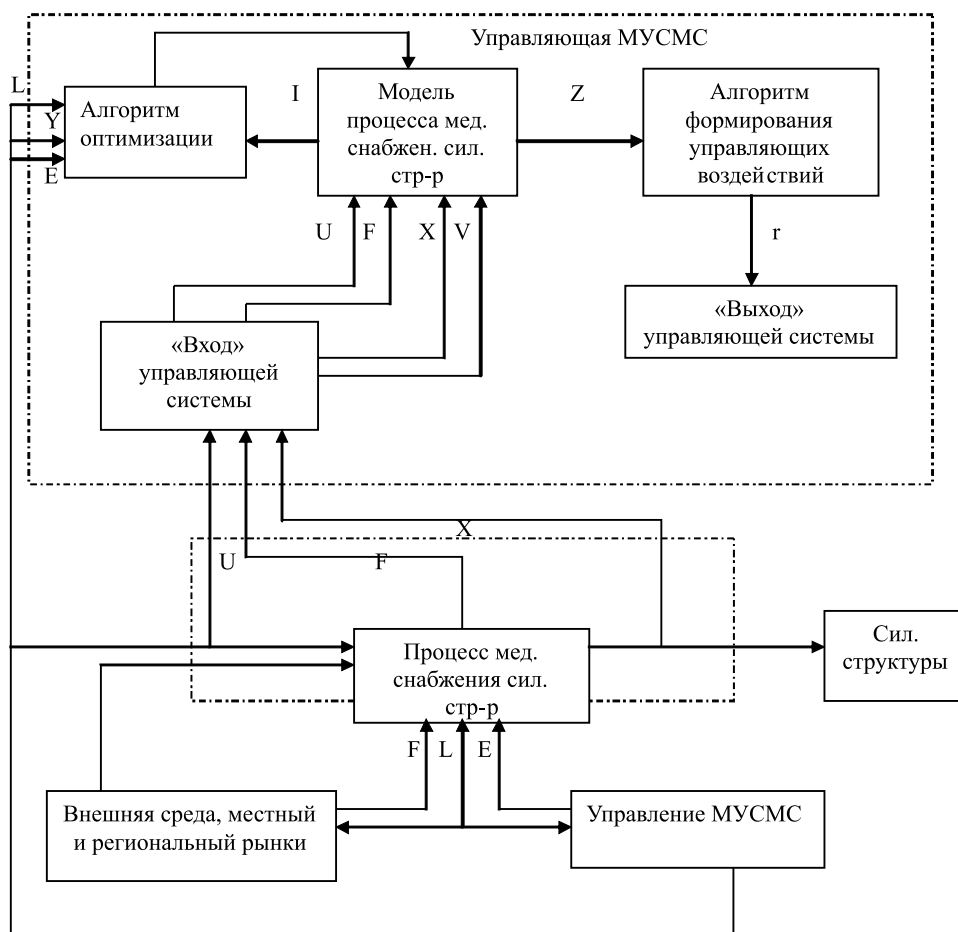 Управляющая МУСМС
L
Y
E
Алгоритм
оптимизации
I
Модель
процесса мед.
снабжен. сил.
стр-р
Z
Алгоритм
формирования
управляющих
воздействий
U
F
X
V
r
«Вход»
управляющей
системы
«Выход»
управляющей системы
X
U
F
Процесс мед.
снабжения сил.
стр-р
Сил.
структуры
F
L
E
Внешняя среда, местный
и региональный рынки
Управление МУСМС